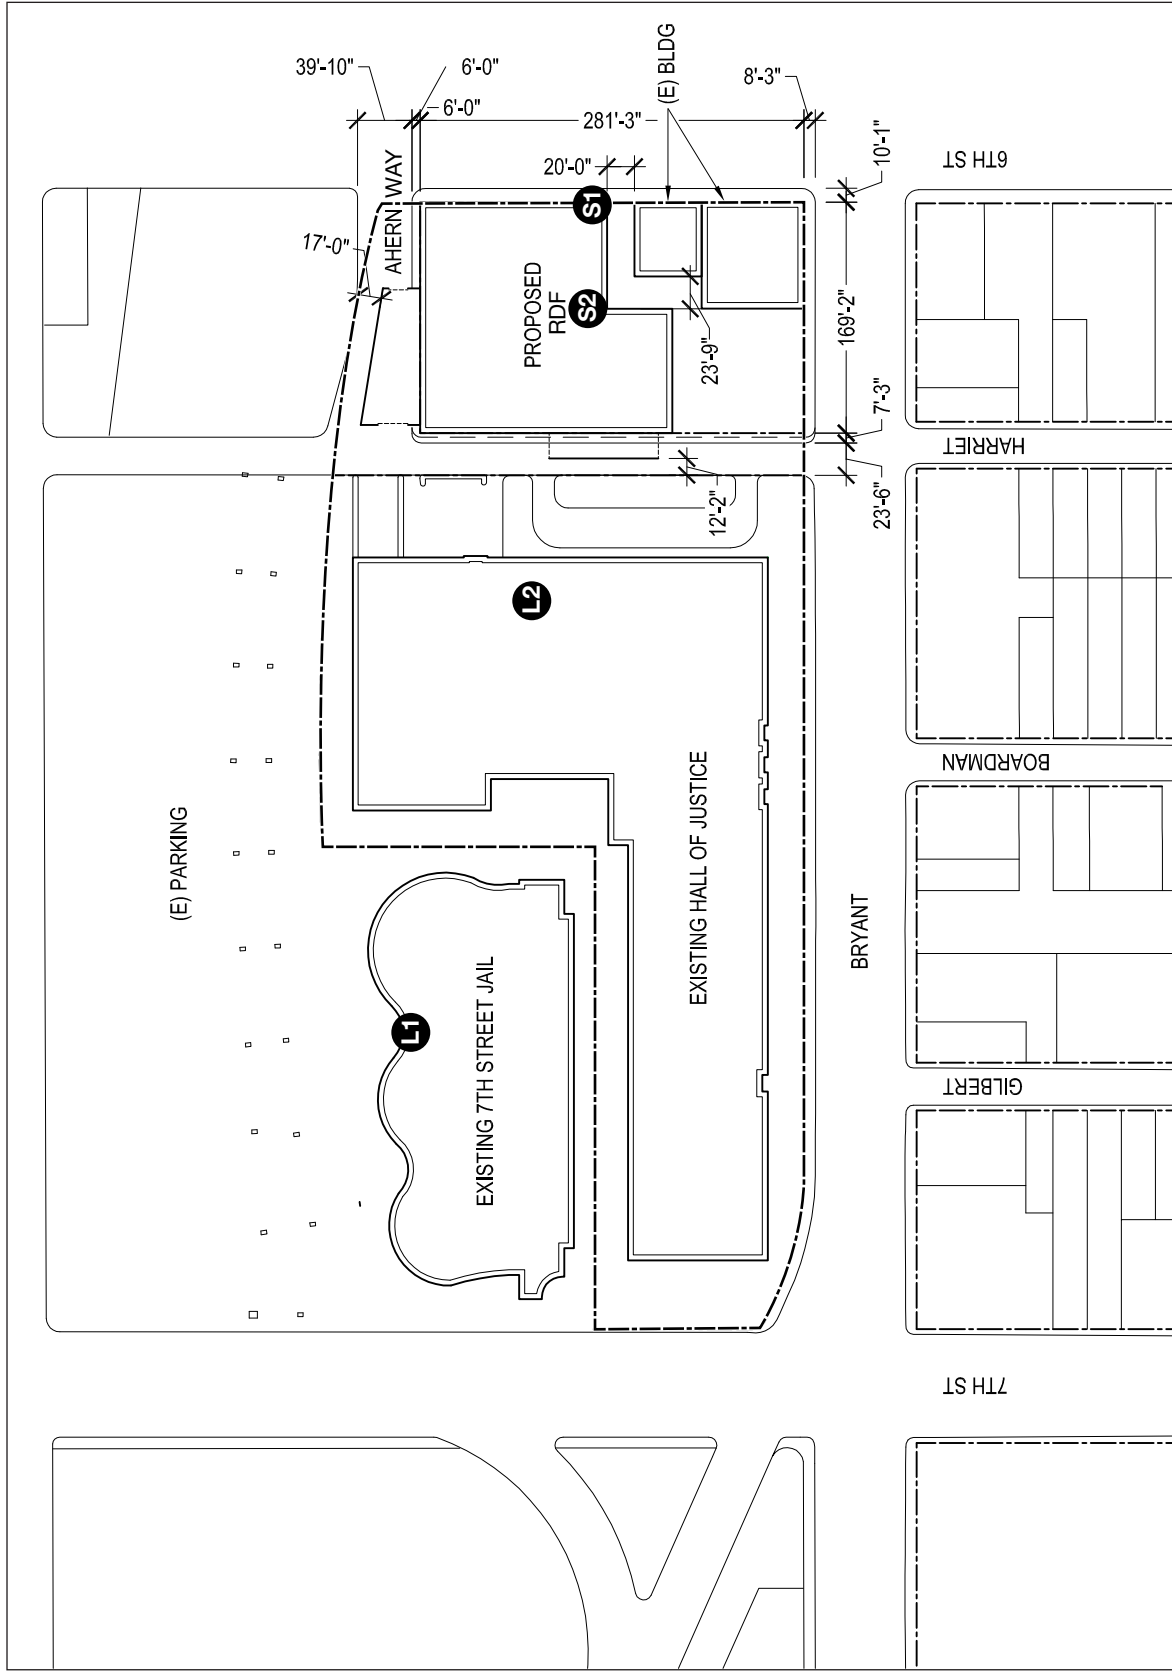 39'-10"
6'-0"
6'-0"
281'-3"
(E) BLDG
8'-3"
20'-0"
10'-1"
6TH ST
AHERN WAY
17'-0"
S1
S2
PROPOSED
RDF
23'-9"
169'-2"
7'-3"
HARRIET
12'-2"
23'-6"
L2
BOARDMAN
(E) PARKING
EXISTING HALL OF JUSTICE
BRYANT
L1
EXISTING 7TH STREET JAIL
GILBERT
7TH ST